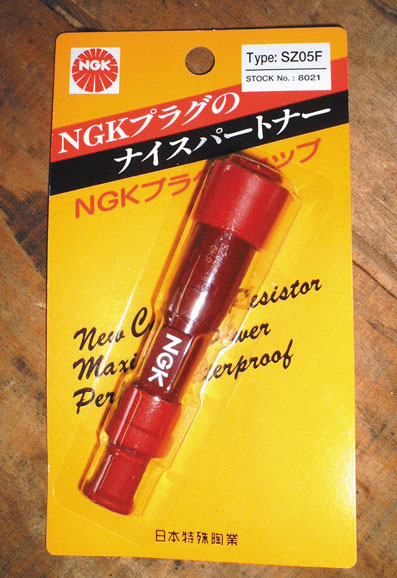 NGK
Type: SZ05F
STOCK No.: 8021
NGKプラグの
ナイスパートナー
NGKプラ ップ
New C esistor
Maxi ower
Per erproof
NGK
日本特殊陶業